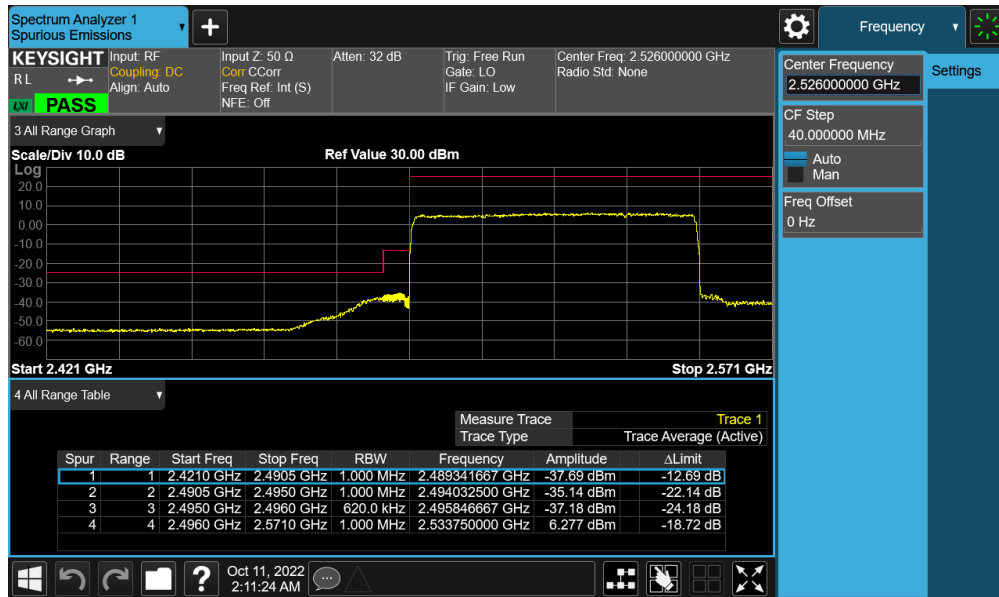 Spectrum Analyzer 1
Spurious Emissions
Frequency
KEYSIGHT
R L
LXI
PASS
Input: RF
Coupling: DC
Align: Auto
Input Z: 50 Ω
Corr CCorr
Freq Ref: Int (S)
NFE: Off
Atten: 32 dB
Trig: Free Run
Gate: LO
IF Gain: Low
Center Freq: 2.526000000 GHz
Radio Std: None
Center Frequency
2.526000000 GHz
Settings
CF Step
40.000000 MHz
Auto
Man
Freq Offset
0 Hz
3 All Range Graph
Scale/Div 10.0 dB Ref Value 30.00 dBm
Log
20.0
10.0
0.00
-10.0
-20.0
-30.0
-40.0
-50.0
-60.0
Start 2.421 GHz Stop 2.571 GHz
4 All Range Table
Measure Trace Trace 1
Trace Type Trace Average (Active)
Spur Range Start Freq Stop Freq RBW Frequency Amplitude ΔLimit
1 1 2.4210 GHz 2.4905 GHz 1.000 MHz 2.489341667 GHz -37.69 dBm -12.69 dB
2 2 2.4905 GHz 2.4950 GHz 1.000 MHz 2.494032500 GHz -35.14 dBm -22.14 dB
3 3 2.4950 GHz 2.4960 GHz 620.0 kHz 2.495846667 GHz -37.18 dBm -24.18 dB
4 4 2.4960 GHz 2.5710 GHz 1.000 MHz 2.533750000 GHz 6.277 dBm -18.72 dB
Oct 11, 2022
2:11:24 AM